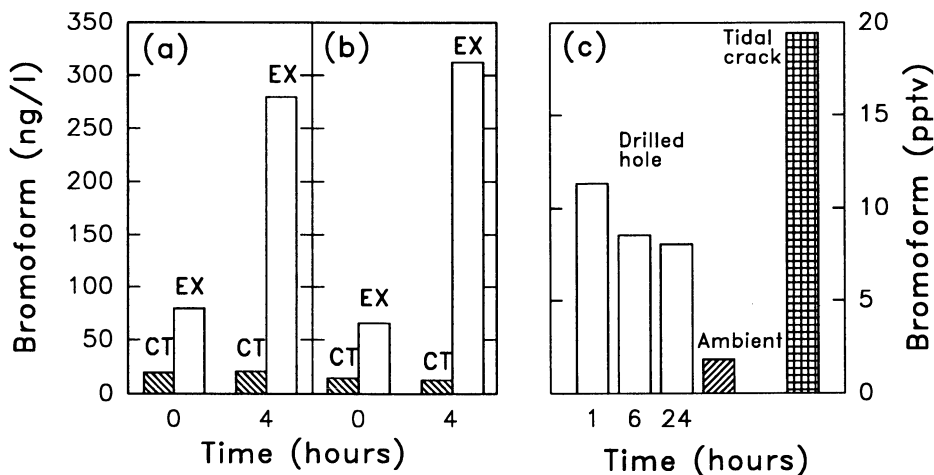 Bromoform (ng/l)
350
300
250
200
150
100
50
0
(a)
CT
EX
CT
EX
0
4
(b)
CT
EX
CT
EX
0
4
Time (hours)
(c)
Drilled
hole
Ambient
Tidal
crack
1
6
24
Time (hours)
20
15
10
5
0
Bromoform (pptv)